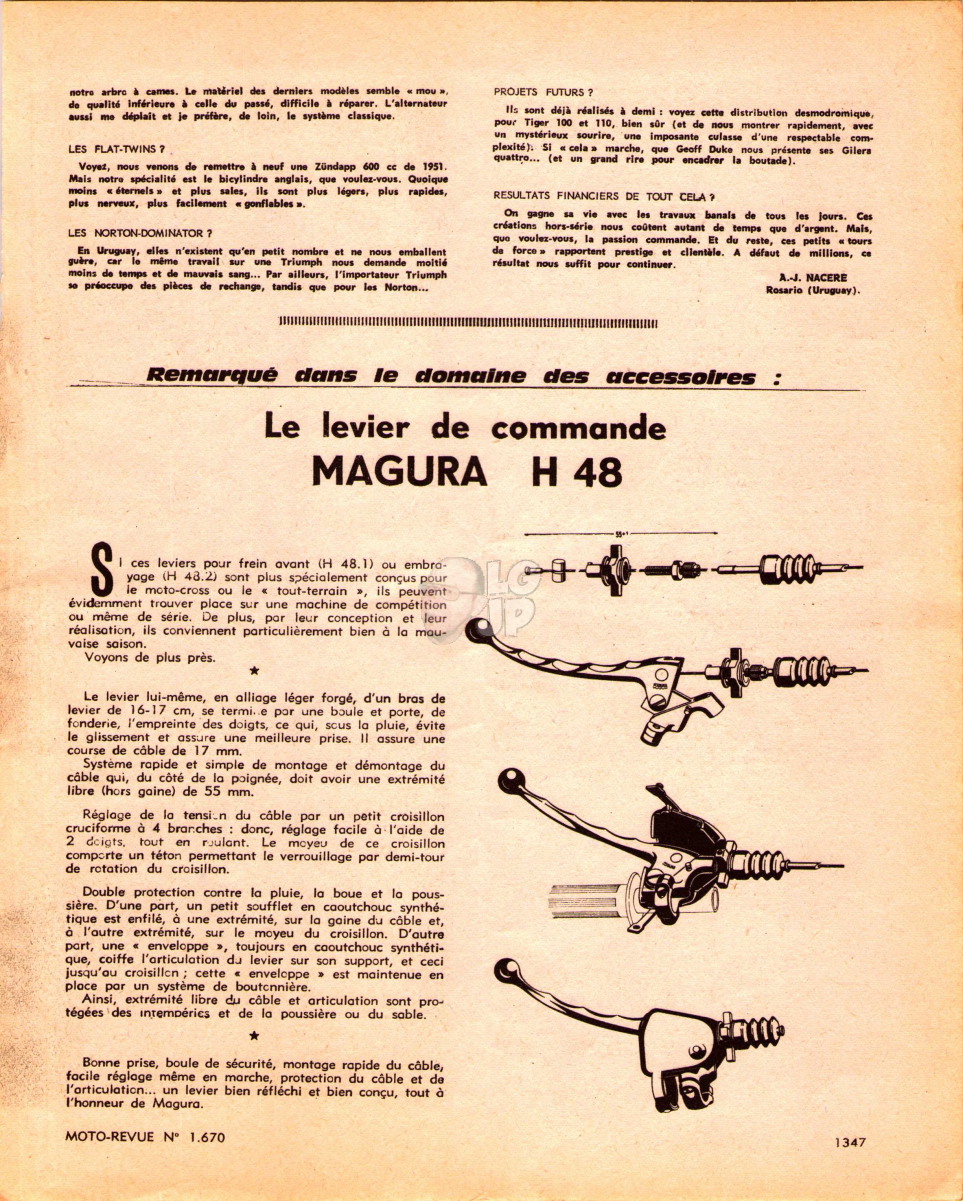 notre arbre à cames. Le matériel des derniers modèles semble « mou »,
de qualité inférieure à celle du passé, difficile à réparer. L'alternateur
aussi me déplaît et je préfère, de loin, le système classique.
LES FLAT-TWINS ?
Voyez, nous venons de remettre à neuf une Zündapp 600 cc de 1951.
Mais notre spécialité est le bicylindre anglais, que voulez-vous. Quoique
moins « éternels » et plus sales, ils sont plus légers, plus rapides,
plus nerveux, plus facilement « gonflables ».
LES NORTON-DOMINATOR ?
En Uruguay, elles n'existent qu'en petit nombre et ne nous emballent
guère, car le même travail sur une Triumph nous demande moitié
moins de temps et de mauvais sang... Par ailleurs, l'importateur Triumph
se préoccupe des pièces de rechange, tandis que pour les Norton...
PROJETS FUTURS ?
Ils sont déjà réalisés à demi : voyez cette distribution desmodromique,
pour Tiger 100 et 110, bien sûr (et de nous montrer rapidement, avec
un mystérieux sourire, une imposante culasse d'une respectable com-
plexité). Si « cela » marche, que Geoff Duke nous présente ses Gilera
quattro... (et un grand rire pour encadrer la boutade).
RESULTATS FINANCIERS DE TOUT CELA ?
On gagne sa vie avec les travaux banals de tous les jours. Ces
créations hors-série nous coûtent autant de temps que d'argent. Mais,
que voulez-vous, la passion commande. Et du reste, ces petits « tours
de force » rapportent prestige et clientèle. A défaut de millions, ce
résultat nous suffit pour continuer.
A.-J. NACERE
Rosario (Uruguay).
Remarqué dans le domaine des accessoires :
Le levier de commande
MAGURA H 48
SI ces leviers pour frein avant (H 48.1) ou embra-
yage (H 48.2) sont plus spécialement conçus pour
le moto-cross ou le « tout-terrain », ils peuvent
évidemment trouver place sur une machine de compétition
ou même de série. De plus, par leur conception et leur
réalisation, ils conviennent particulièrement bien à la mau-
vaise saison.
Voyons de plus près.
★
Le levier lui-même, en alliage léger forgé, d'un bras de
levier de 16-17 cm, se termine par une boule et porte, de
fonderie, l'empreinte des doigts, ce qui, sous la pluie, évite
le glissement et assure une meilleure prise. Il assure une
course de câble de 17 mm.
Système rapide et simple de montage et démontage du
câble qui, du côté de la poignée, doit avoir une extrémité
libre (hors gaine) de 55 mm.
Réglage de la tension du câble par un petit croisillon
cruciforme à 4 branches : donc, réglage facile à l'aide de
2 doigts, tout en roulant. Le moyeu de ce croisillon
comporte un téton permettant le verrouillage par demi-tour
de rotation du croisillon.
Double protection contre la pluie, la boue et la pous-
sière. D'une part, un petit soufflet en caoutchouc synthé-
tique est enfilé, à une extrémité, sur la gaine du câble et,
à l'autre extrémité, sur le moyeu du croisillon. D'autre
part, une « enveloppe », toujours en caoutchouc synthéti-
que, coiffe l'articulation du levier sur son support, et ceci
jusqu'au croisillon ; cette « enveloppe » est maintenue en
place par un système de boutonnière.
Ainsi, extrémité libre du câble et articulation sont pro-
tégées des intempéries et de la poussière ou du sable.
★
Bonne prise, boule de sécurité, montage rapide du câble,
facile réglage même en marche, protection du câble et de
l'articulation... un levier bien réfléchi et bien conçu, tout à
l'honneur de Magura.
55+1
LG
UP
MOTO-REVUE N° 1.670
1347